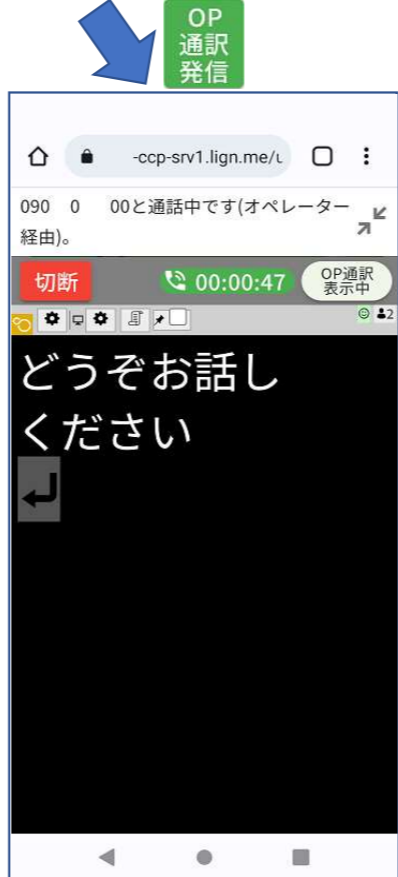 OP
通訳
発信
-ccp-srv1.lign.me/u
090 0 00と通話中です(オペレーター
経由)。
切断
00:00:47
OP通訳
表示中
2
どうぞお話し
ください